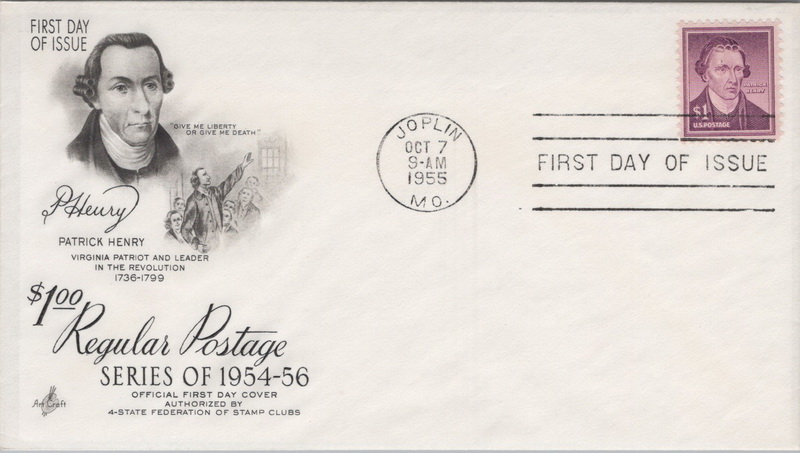 FIRST DAY
OF ISSUE
"GIVE ME LIBERTY
OR GIVE ME DEATH"
PHenry
PATRICK HENRY
VIRGINIA PATRIOT AND LEADER
IN THE REVOLUTION
1736-1799
$1.00
Regular Postage
SERIES OF 1954-56
OFFICIAL FIRST DAY COVER
AUTHORIZED BY
4-STATE FEDERATION OF STAMP CLUBS
Art Craft
JOPLIN
OCT 7
9-AM
1955
MO.
FIRST DAY OF ISSUE
PATRICK
HENRY
$1
U.S. POSTAGE